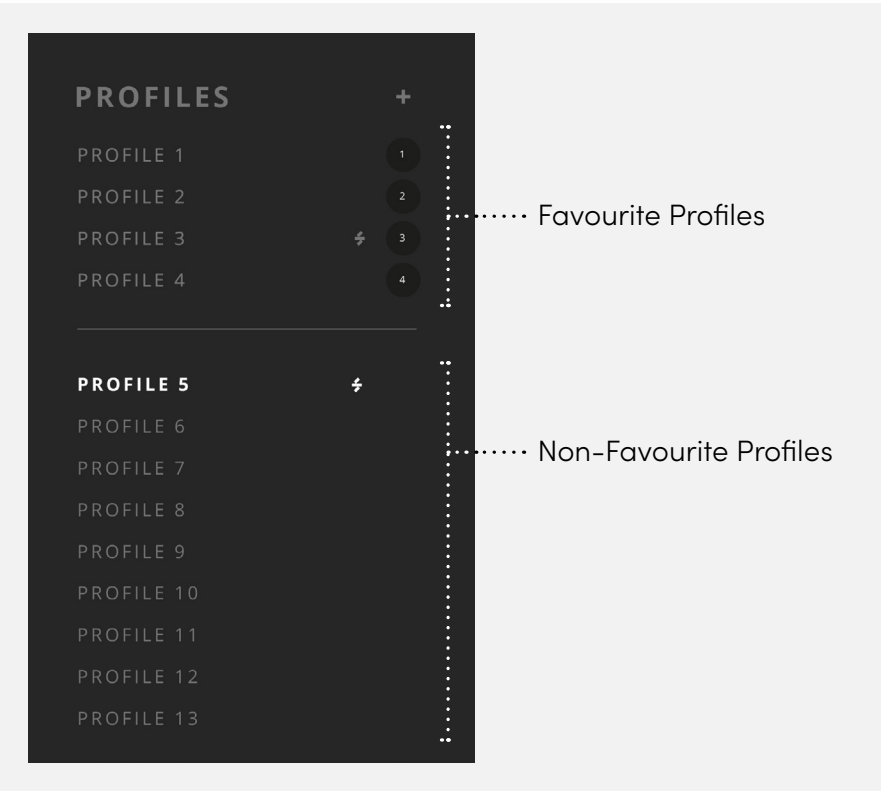 PROFILES +
PROFILE 1 1
PROFILE 2 2
PROFILE 3 3
PROFILE 4 4
Favourite Profiles
PROFILE 5
PROFILE 6
PROFILE 7
PROFILE 8
PROFILE 9
PROFILE 10
PROFILE 11
PROFILE 12
PROFILE 13
Non-Favourite Profiles